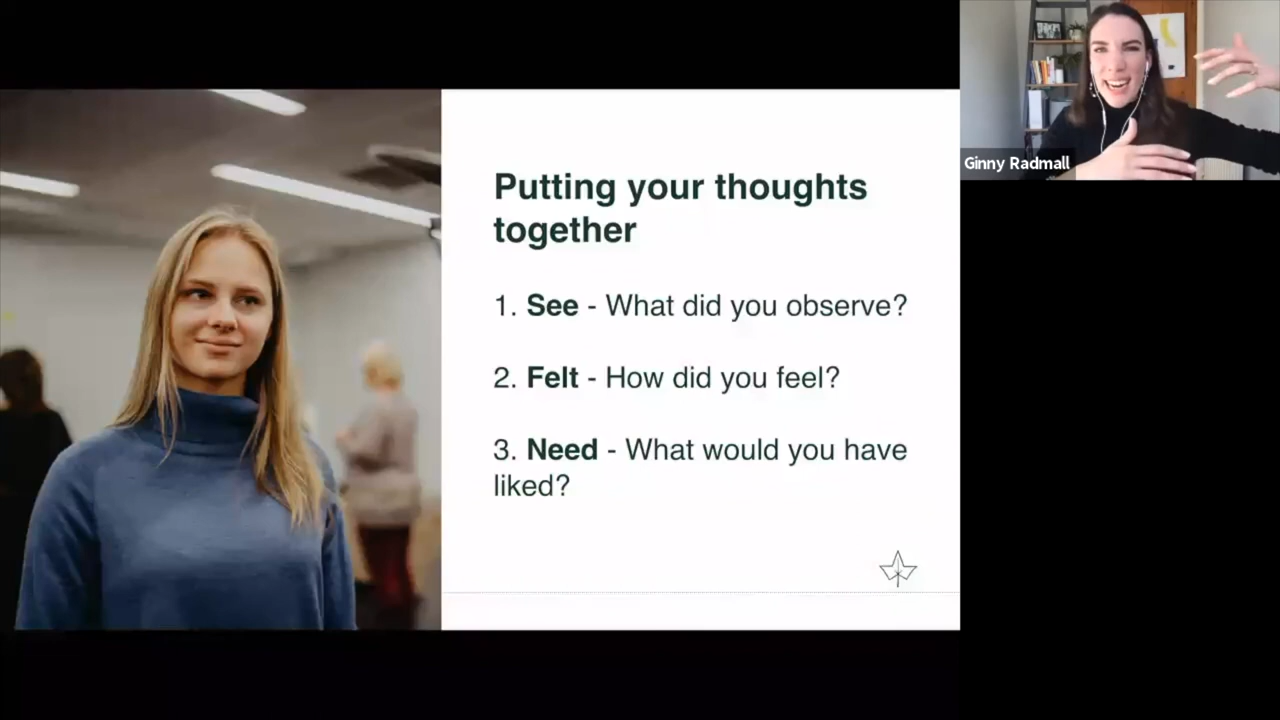 Putting your thoughts
together
1. See - What did you observe?
2. Felt - How did you feel?
3. Need - What would you have
liked?
Ginny Radmall